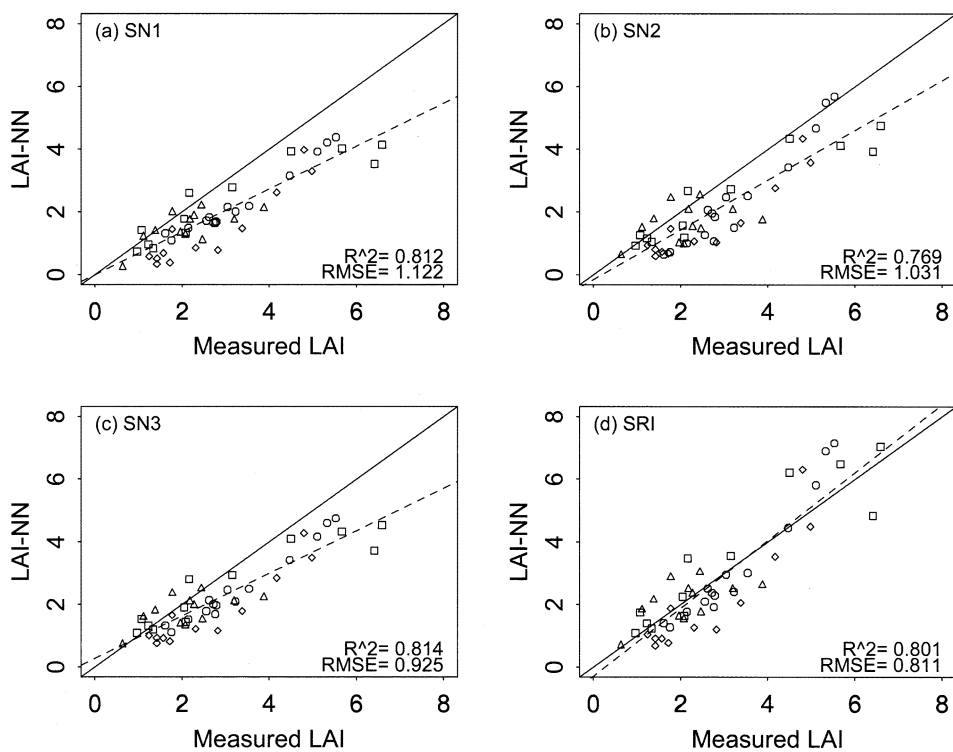 (a) SN1
8
6
4
2
0
LAI-NN
R^2= 0.812
RMSE= 1.122
0 2 4 6 8
Measured LAI
(b) SN2
8
6
4
2
0
LAI-NN
R^2= 0.769
RMSE= 1.031
0 2 4 6 8
Measured LAI
(c) SN3
8
6
4
2
0
LAI-NN
R^2= 0.814
RMSE= 0.925
0 2 4 6 8
Measured LAI
(d) SRI
8
6
4
2
0
LAI-NN
R^2= 0.801
RMSE= 0.811
0 2 4 6 8
Measured LAI